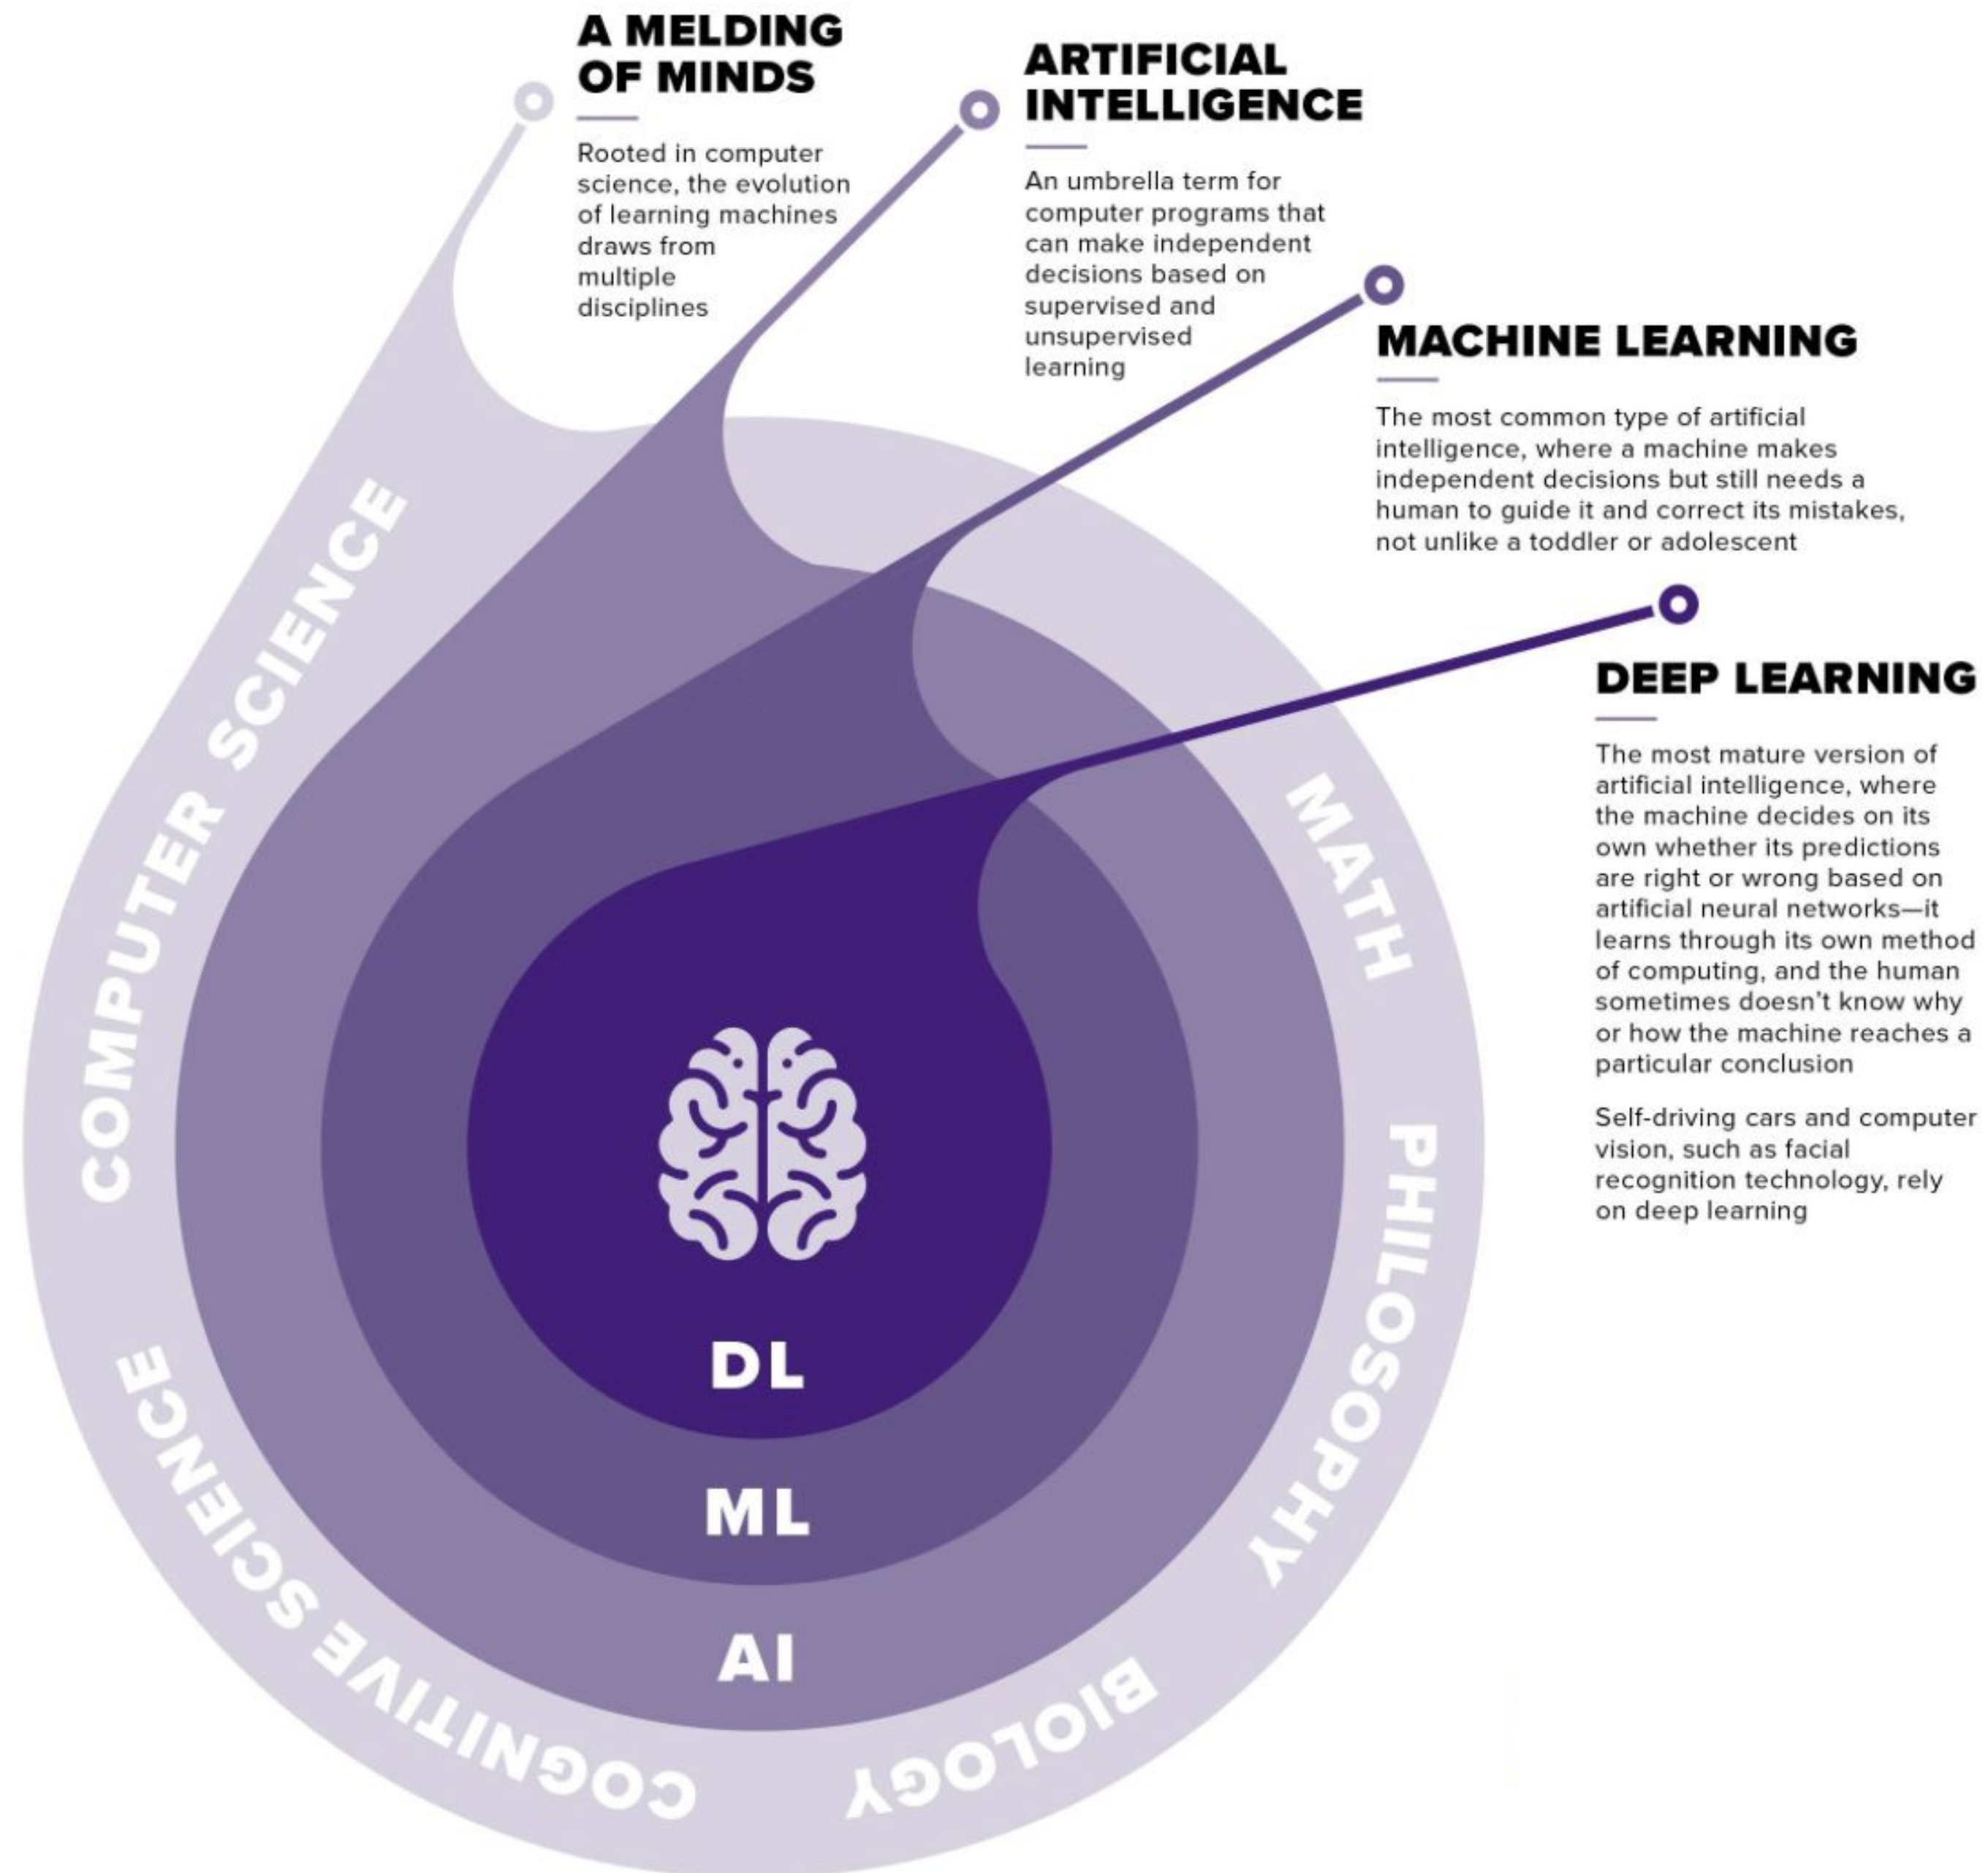 A MELDING
OF MINDS
Rooted in computer
science, the evolution
of learning machines
draws from
multiple
disciplines
ARTIFICIAL
INTELLIGENCE
An umbrella term for
computer programs that
can make independent
decisions based on
supervised and
unsupervised
learning
MACHINE LEARNING
The most common type of artificial
intelligence, where a machine makes
independent decisions but still needs a
human to guide it and correct its mistakes,
not unlike a toddler or adolescent
DEEP LEARNING
The most mature version of
artificial intelligence, where
the machine decides on its
own whether its predictions
are right or wrong based on
artificial neural networks—it
learns through its own method
of computing, and the human
sometimes doesn't know why
or how the machine reaches a
particular conclusion
Self-driving cars and computer
vision, such as facial
recognition technology, rely
on deep learning
COMPUTER SCIENCE
MATH
PHILOSOPHY
BIOLOGY
COGNITIVE SCIENCE
DL
ML
AI